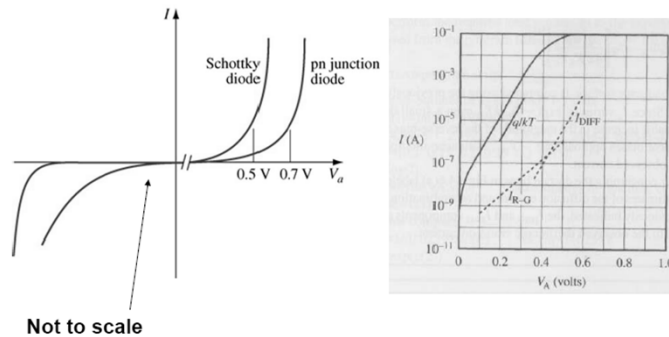 I
Schottky
diode
pn junction
diode
0.5 V
0.7 V
V_a
Not to scale
10^-1
10^-3
10^-5
10^-7
10^-9
10^-11
I (A)
q/kT
I_DIFF
I_R–G
0
0.2
0.4
0.6
0.8
1.0
V_A (volts)